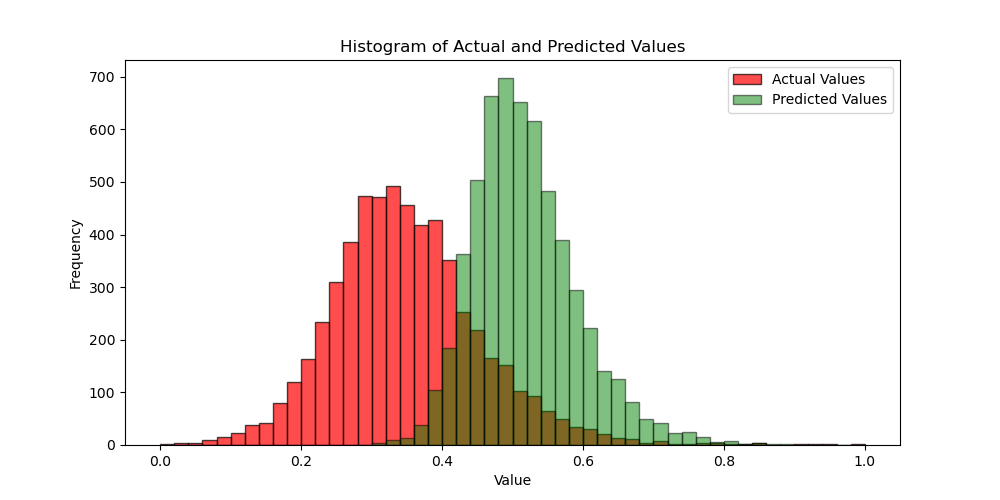 Histogram of Actual and Predicted Values
Actual Values
Predicted Values
700
600
500
400
300
200
100
0
Frequency
0.0 0.2 0.4 0.6 0.8 1.0
Value